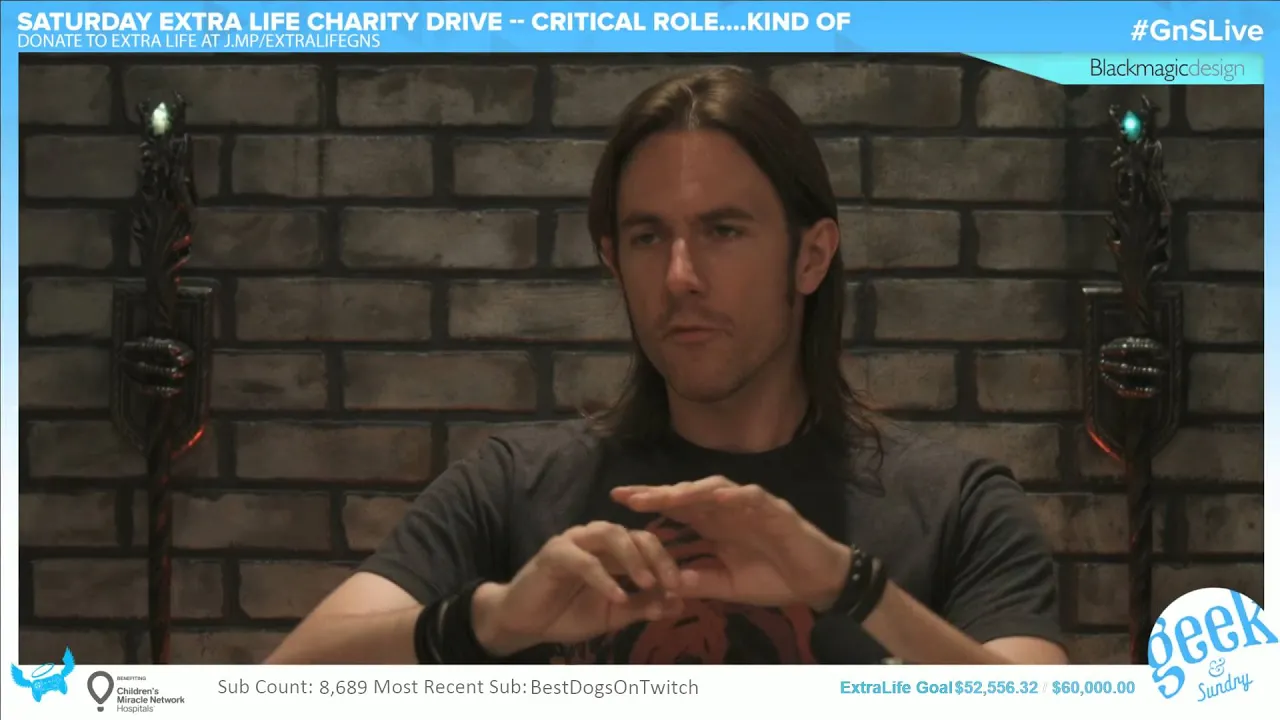 SATURDAY EXTRA LIFE CHARITY DRIVE -- CRITICAL ROLE....KIND OF
DONATE TO EXTRA LIFE AT J.MP/EXTRALIFEGNS
#GnSLive
Blackmagicdesign
geek
&
Sundry
BENEFITING
Children's
Miracle Network
Hospitals
Sub Count: 8,689 Most Recent Sub: BestDogsOnTwitch
ExtraLife Goal $52,556.32 / $60,000.00